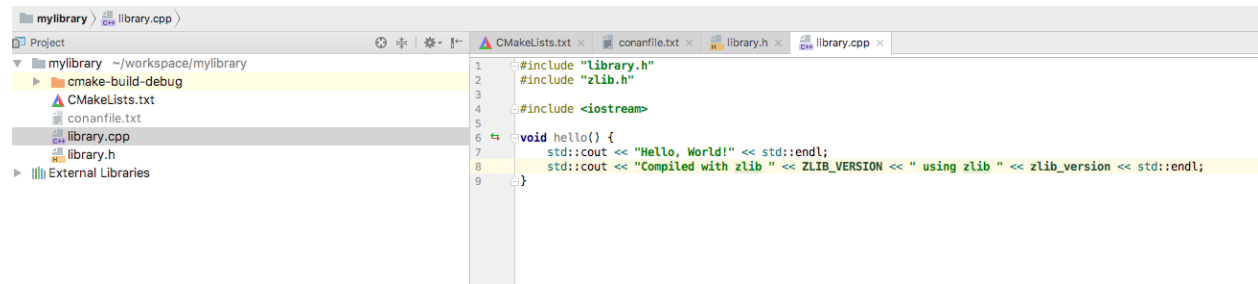 mylibrary library.cpp
Project
CMakeLists.txt conanfile.txt library.h library.cpp
mylibrary ~/workspace/mylibrary
cmake-build-debug
CMakeLists.txt
conanfile.txt
library.cpp
library.h
External Libraries
1 #include "library.h"
2 #include "zlib.h"
3
4 #include <iostream>
5
6 void hello() {
7 std::cout << "Hello, World!" << std::endl;
8 std::cout << "Compiled with zlib " << ZLIB_VERSION << " using zlib " << zlib_version << std::endl;
9 }